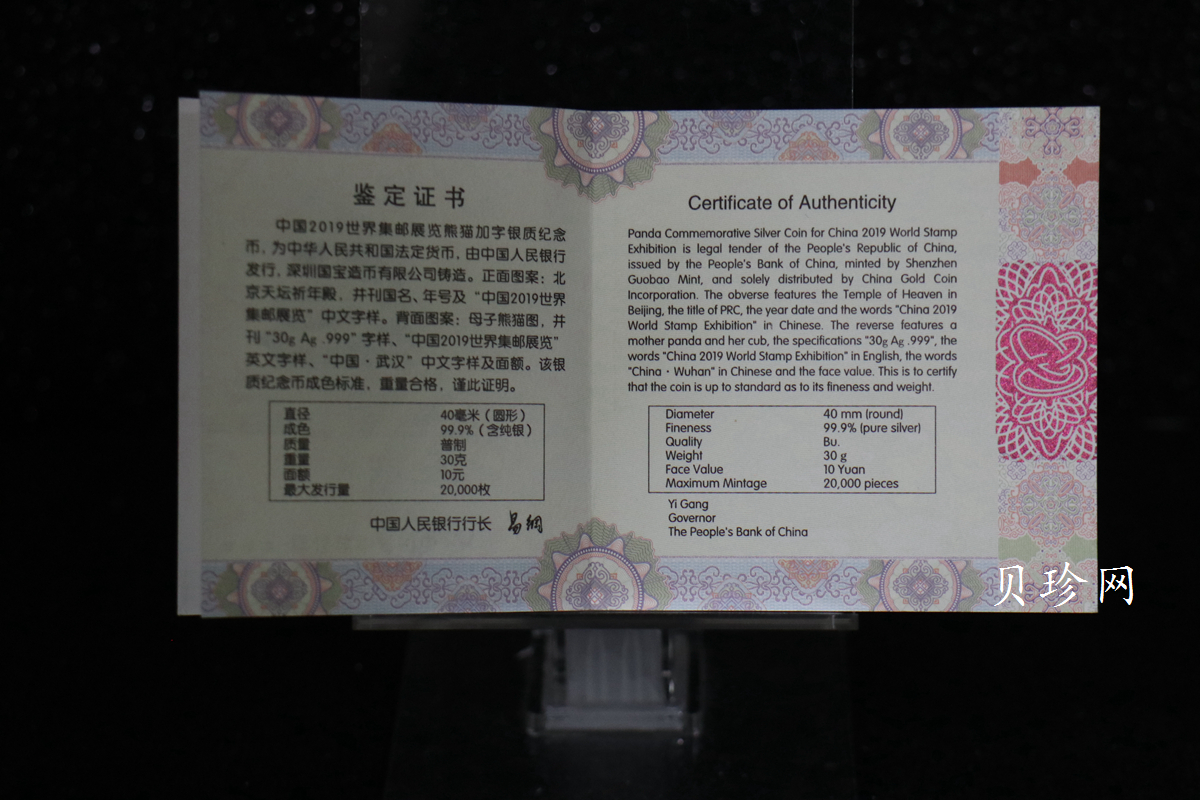 鉴定证书
中国2019世界集邮展览熊猫加字银质纪念
币，为中华人民共和国法定货币，由中国人民银行
发行，深圳国宝造币有限公司铸造。正面图案：北
京天坛祈年殿，并刊国名、年号及“中国2019世界
集邮展览”中文字样。背面图案：母子熊猫图，并
刊“30g Ag .999”字样、“中国2019世界集邮展览”
英文字样、“中国·武汉”中文字样及面额。该银
质纪念币成色标准，重量合格，谨此证明。
直径 40毫米（圆形）
成色 99.9%（含纯银）
质量 普制
重量 30克
面额 10元
最大发行量 20,000枚
中国人民银行行长 易纲
Certificate of Authenticity
Panda Commemorative Silver Coin for China 2019 World Stamp
Exhibition is legal tender of the People's Republic of China,
issued by the People's Bank of China, minted by Shenzhen
Guobao Mint, and solely distributed by China Gold Coin
Incorporation. The obverse features the Temple of Heaven in
Beijing, the title of PRC, the year date and the words "China 2019
World Stamp Exhibition" in Chinese. The reverse features a
mother panda and her cub, the specifications "30g Ag .999", the
words "China 2019 World Stamp Exhibition" in English, the words
"China · Wuhan" in Chinese and the face value. This is to certify
that the coin is up to standard as to its fineness and weight.
Diameter 40 mm (round)
Fineness 99.9% (pure silver)
Quality Bu.
Weight 30 g
Face Value 10 Yuan
Maximum Mintage 20,000 pieces
Yi Gang
Governor
The People's Bank of China
贝珍网